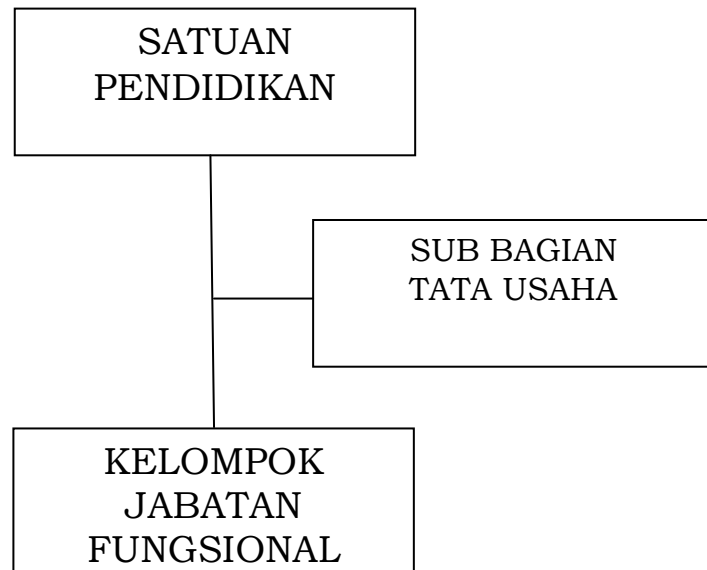 SATUAN
PENDIDIKAN
SUB BAGIAN
TATA USAHA
KELOMPOK
JABATAN
FUNGSIONAL